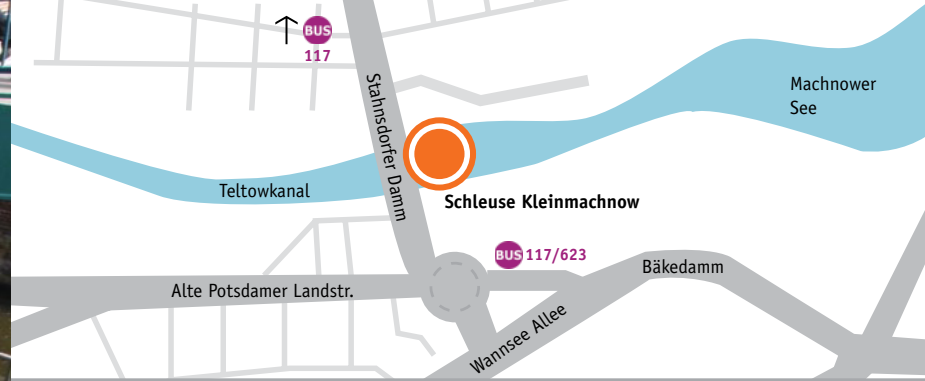 BUS
117
Machnower
See
Stahnsdorfer Damm
Teltowkanal
Schleuse Kleinmachnow
BUS 117/623
Bäkedamm
Alte Potsdamer Landstr.
Wannsee Allee